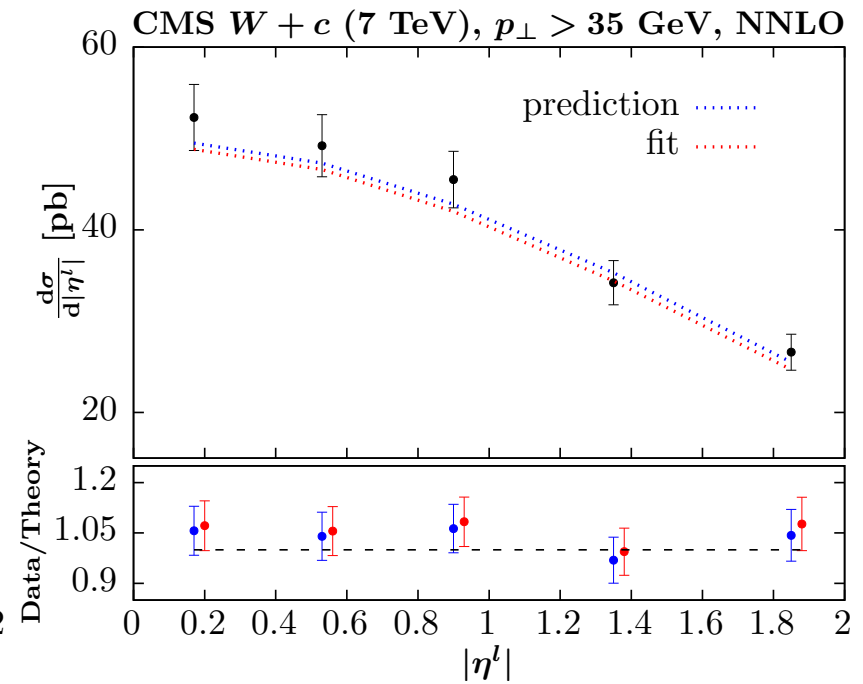 CMS W + c (7 TeV), p⊥ > 35 GeV, NNLO
60
40
20
dσ/d|η^l| [pb]
prediction
fit
Data/Theory
1.2
1.05
0.9
2
0 0.2 0.4 0.6 0.8 1 1.2 1.4 1.6 1.8 2
|η^l|